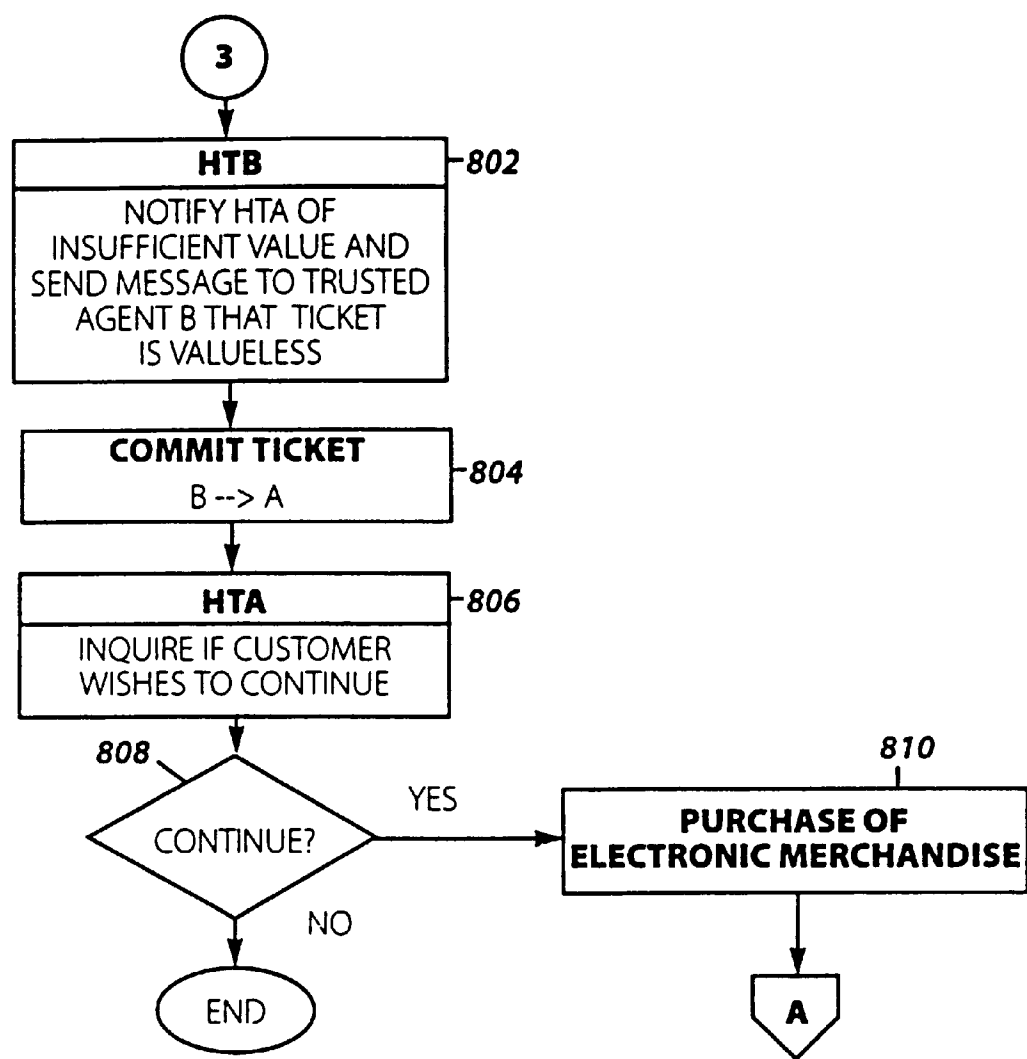 3
HTB
802
NOTIFY HTA OF
INSUFFICIENT VALUE AND
SEND MESSAGE TO TRUSTED
AGENT B THAT TICKET
IS VALUELESS
COMMIT TICKET
804
B --> A
HTA
806
INQUIRE IF CUSTOMER
WISHES TO CONTINUE
808
810
YES
CONTINUE?
PURCHASE OF
ELECTRONIC MERCHANDISE
NO
END
A